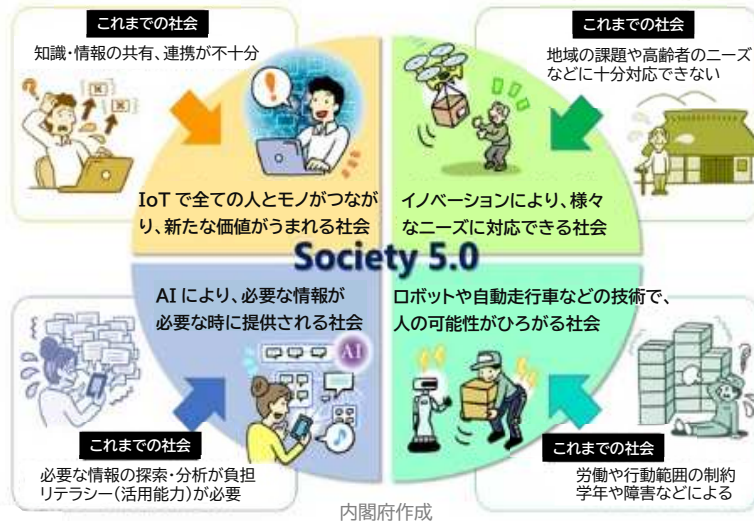 これまでの社会
知識・情報の共有、連携が不十分
IoTで全ての人とモノがつなが
り、新たな価値がうまれる社会
これまでの社会
地域の課題や高齢者のニーズ
などに十分対応できない
イノベーションにより、様々
なニーズに対応できる社会
Society 5.0
AIにより、必要な情報が
必要な時に提供される社会
AI
これまでの社会
必要な情報の探索・分析が負担
リテラシー(活用能力)が必要
ロボットや自動走行車などの技術で、
人の可能性がひろがる社会
これまでの社会
労働や行動範囲の制約
学年や障害などによる
内閣府作成